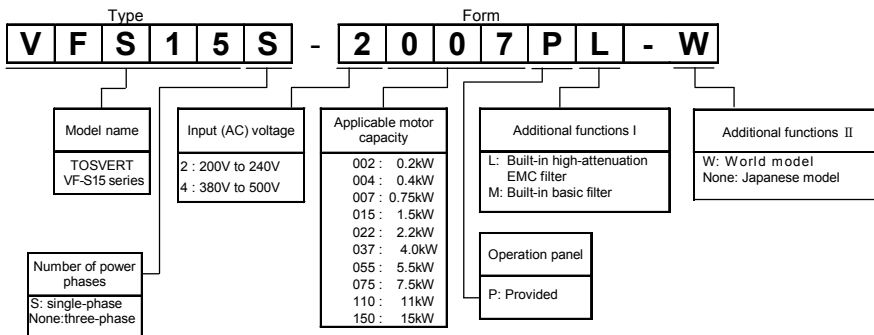 Type
Form
V F S 1 5 S - 2 0 0 7 P L - W
Model name
TOSVERT
VF-S15 series
Number of power
phases
S: single-phase
None:three-phase
Input (AC) voltage
2 : 200V to 240V
4 : 380V to 500V
Applicable motor
capacity
002 : 0.2kW
004 : 0.4kW
007 : 0.75kW
015 : 1.5kW
022 : 2.2kW
037 : 4.0kW
055 : 5.5kW
075 : 7.5kW
110 : 11kW
150 : 15kW
Additional functions I
L: Built-in high-attenuation
EMC filter
M: Built-in basic filter
Operation panel
P: Provided
Additional functions II
W: World model
None: Japanese model